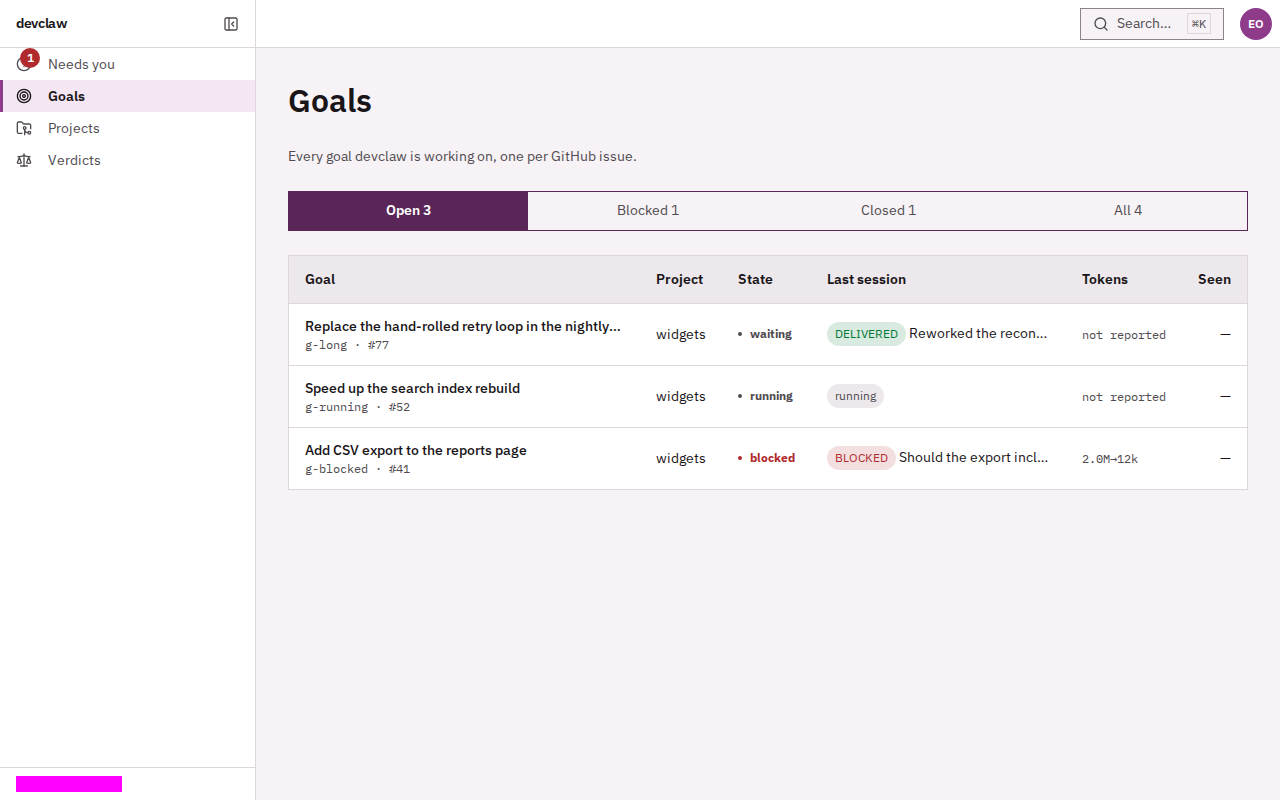 devclaw
Search... ⌘K EO
1
Needs you
Goals
Projects
Verdicts
Goals
Every goal devclaw is working on, one per GitHub issue.
Open 3 Blocked 1 Closed 1 All 4
Goal Project State Last session Tokens Seen
Replace the hand-rolled retry loop in the nightly...
g-long · #77
widgets • waiting DELIVERED Reworked the recon... not reported —
Speed up the search index rebuild
g-running · #52
widgets • running running not reported —
Add CSV export to the reports page
g-blocked · #41
widgets • blocked BLOCKED Should the export incl... 2.0M→12k —